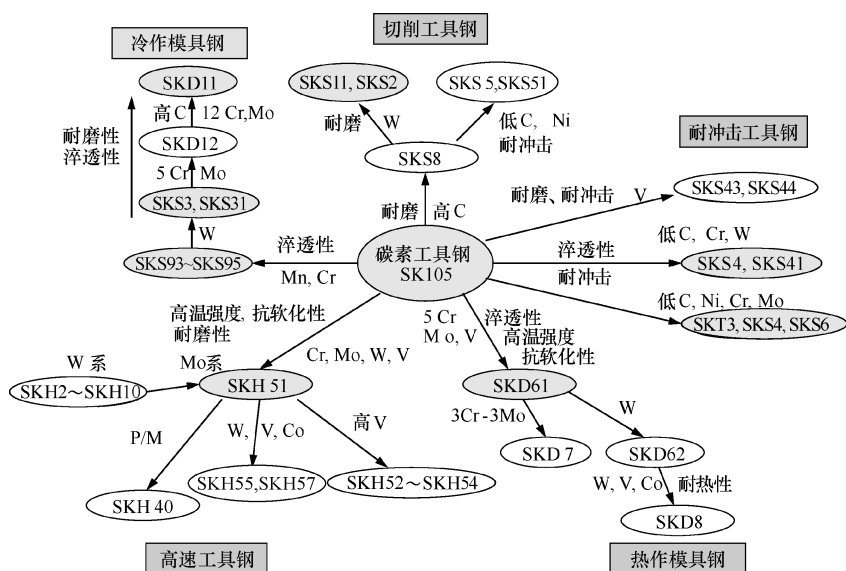 切削工具钢
冷作模具钢
SKD11
SKS11, SKS2
SKS 5,SKS51
高C 12 Cr,Mo
耐磨 W
低 C, Ni
耐冲击
耐冲击工具钢
耐磨性
淬透性
SKD12
SKS8
5 Cr Mo
耐磨、耐冲击 V
SKS43, SKS44
SKS3, SKS31
耐磨 高 C
W
淬透性
碳素工具钢
SK105
淬透性
低 C, Cr, W
SKS93~SKS95
SKS4, SKS41
Mn, Cr
耐冲击
高温强度, 抗软化性
耐磨性
5 Cr
Mo, V
淬透性
高温强度
抗软化性
低 C, Ni, Cr, Mo
SKT3, SKS4, SKS6
W 系
Mo系
Cr, Mo, W, V
SKH2～SKH10
SKH 51
SKD61
3Cr-3Mo
W
P/M
W, V, Co
高 V
SKD 7
SKD62
SKH55,SKH57
SKH52～SKH54
W, V, Co
耐热性
SKH 40
SKD8
高速工具钢
热作模具钢